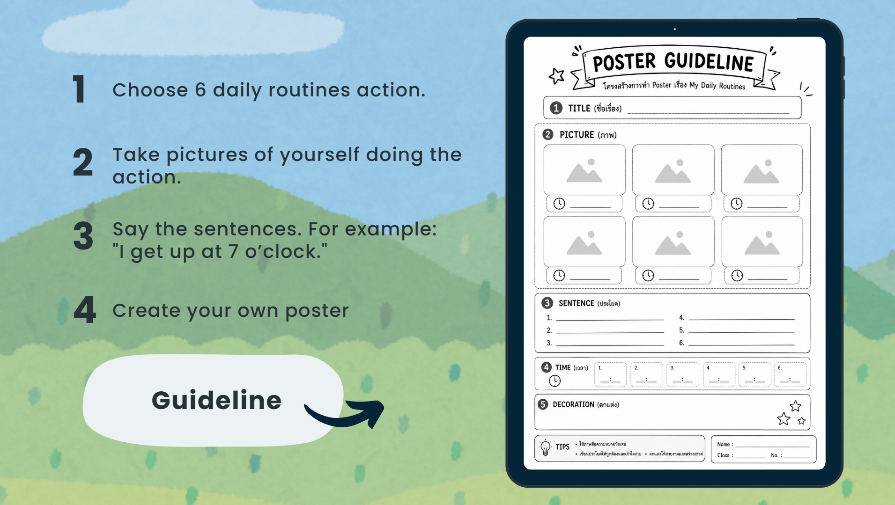 1
Choose 6 daily routines action.
2
Take pictures of yourself doing the
action.
3
Say the sentences. For example:
"I get up at 7 o’clock."
4
Create your own poster
Guideline
POSTER GUIDELINE
โครงสร้างการทำ Poster เรื่อง My Daily Routines
1 TITLE (ชื่อเรื่อง)
2 PICTURE (ภาพ)
3 SENTENCE (ประโยค)
1. 4.
2. 5.
3. 6.
4 TIME (เวลา) 1. 2. 3. 4. 5. 6.
5 DECORATION (ตกแต่ง)
TIPS
Name :
Class : No. :